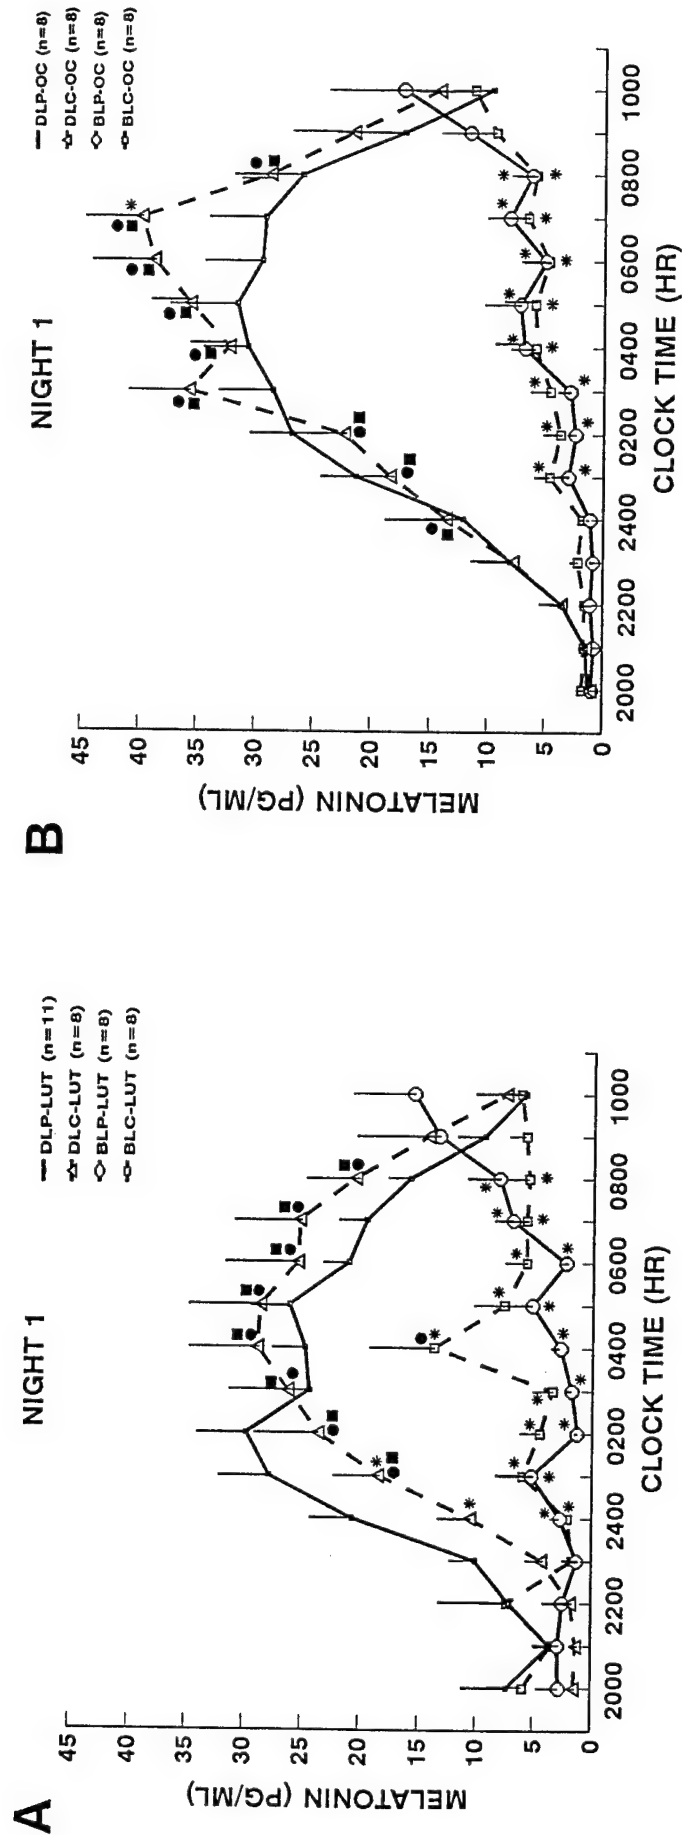 A
NIGHT 1
DLP-LUT (n=11)
DLC-LUT (n=8)
BLP-LUT (n=8)
BLC-LUT (n=8)
MELATONIN (PG/ML)
45
40
35
30
25
20
15
10
5
0
2000 2200 2400 0200 0400 0600 0800 1000
CLOCK TIME (HR)
B
NIGHT 1
DLP-OC (n=8)
DLC-OC (n=8)
BLP-OC (n=8)
BLC-OC (n=8)
MELATONIN (PG/ML)
45
40
35
30
25
20
15
10
5
0
2000 2200 2400 0200 0400 0600 0800 1000
CLOCK TIME (HR)